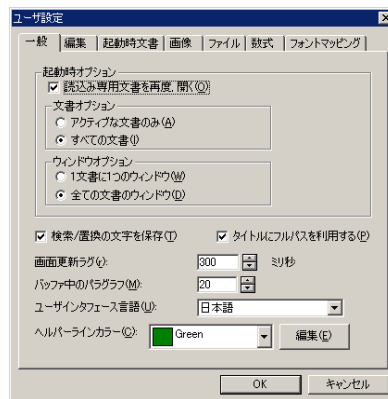 ユーザ設定
一般 編集 起動時文書 画像 ファイル 数式 フォントマッピング
起動時オプション
読込み専用文書を再度、開く(O)
文書オプション
アクティブな文書のみ(A)
すべての文書(I)
ウィンドウオプション
1文書に1つのウィンドウ(W)
全ての文書のウィンドウ(D)
検索/置換の文字を保存(T) タイトルにフルパスを利用する(P)
画面更新ラグ(r): 300 ミリ秒
バッファ中のパラグラフ(M): 20
ユーザインタフェース言語(U): 日本語
ヘルパーラインカラー(C): Green 編集(E)
OK キャンセル